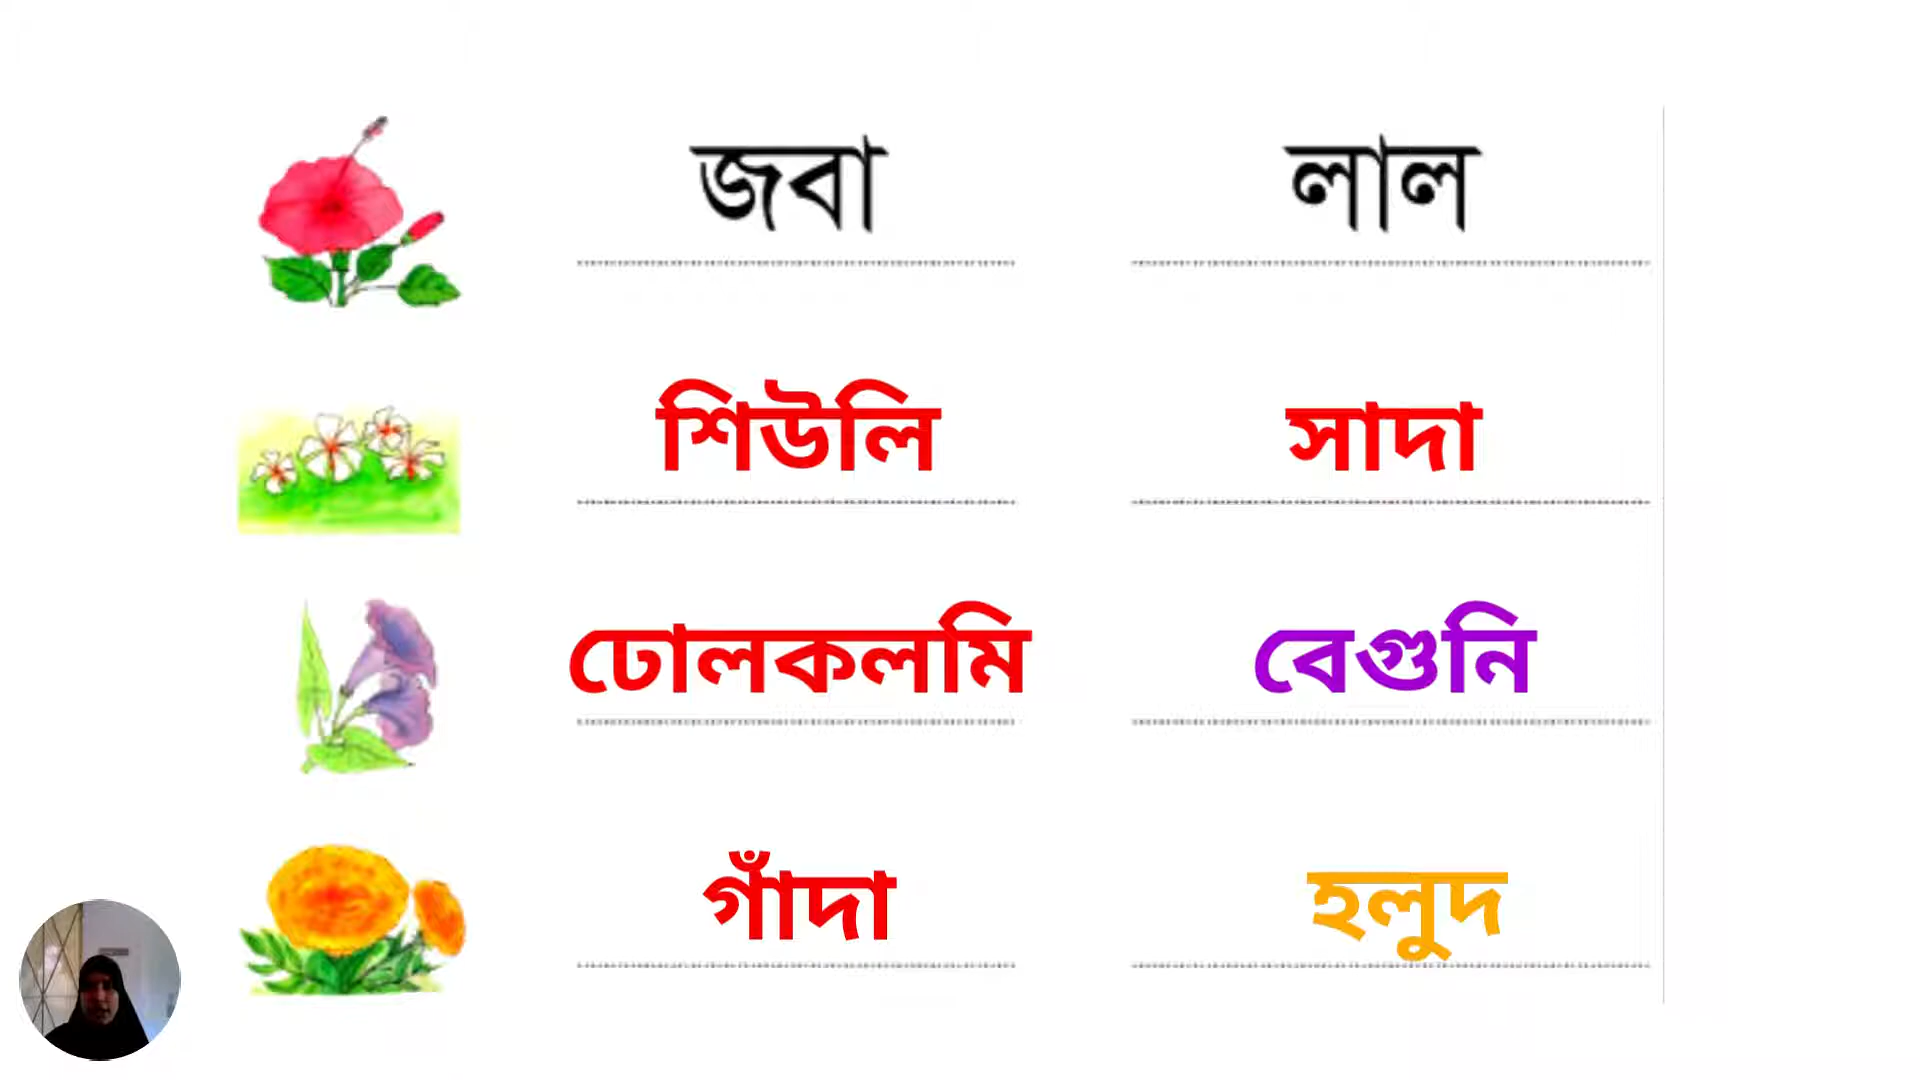 জবা লাল
শিউলি সাদা
ঢোলকলমি বেগুনি
গাঁদা হলুদ